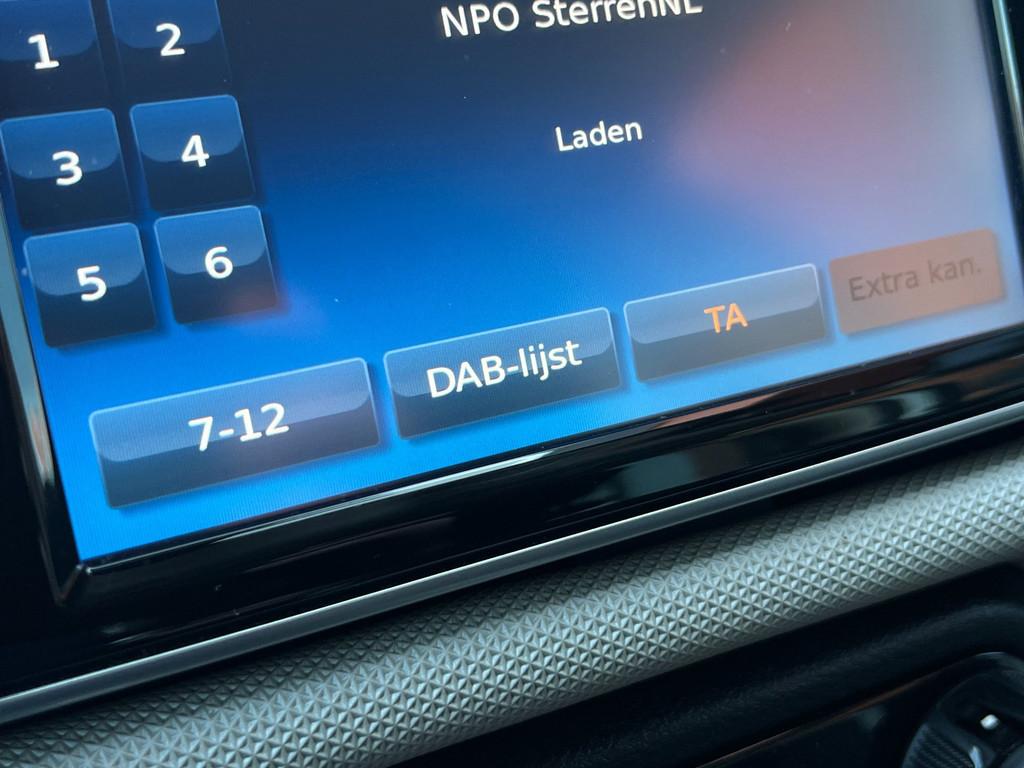 NPO SterrenNL
1 2
Laden
3 4
5 6
Extra kan.
TA
DAB-lijst
7-12